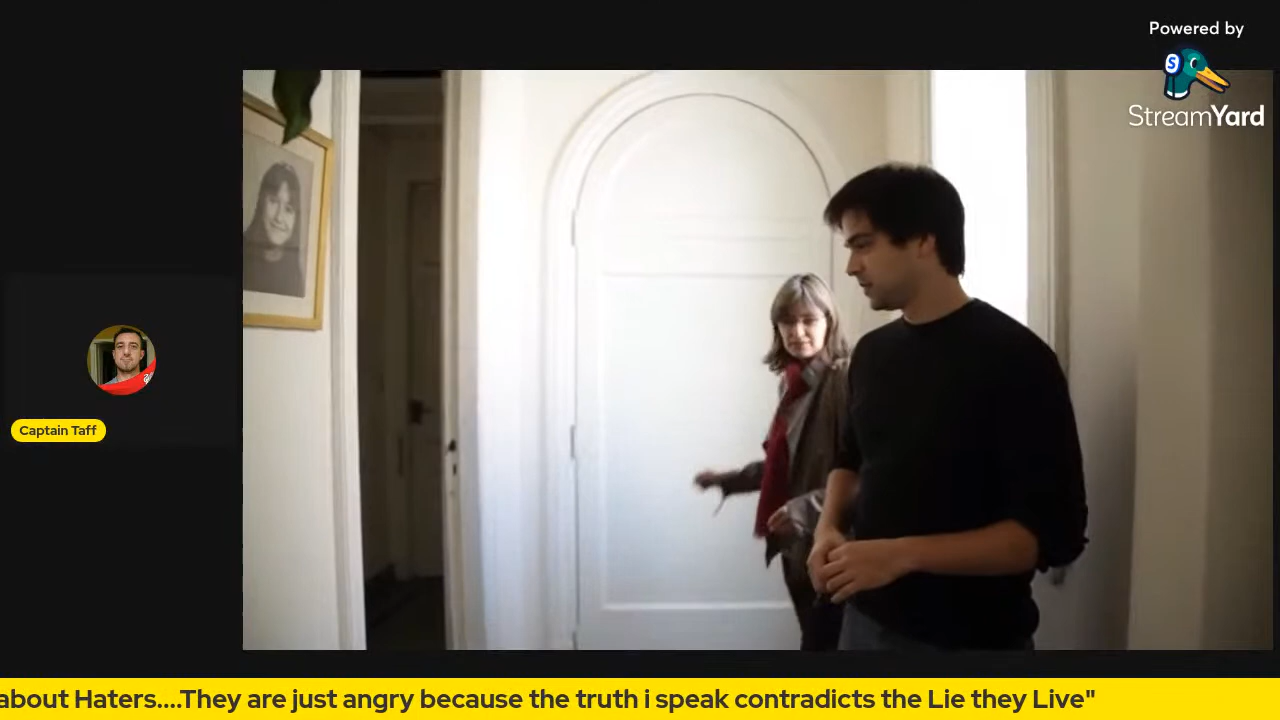 Powered by
S
StreamYard
Captain Taff
about Haters....They are just angry because the truth i speak contradicts the Lie they Live"